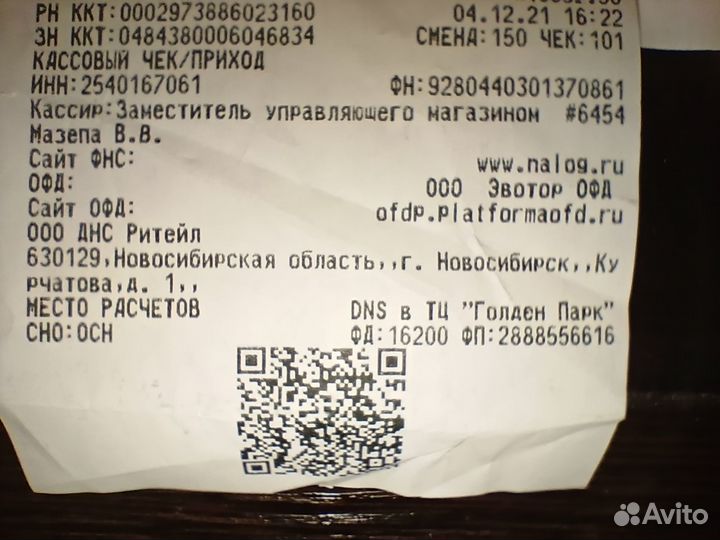 РН ККТ:0002973886023160 04.12.21 16:22
ЗН ККТ:0484380006046834 СМЕНА:150 ЧЕК:101
КАССОВЫЙ ЧЕК/ПРИХОД
ИНН:2540167061 ФН:9280440301370861
Кассир:Заместитель управляющего магазином #6454
Мазепа В.В.
Сайт ФНС: www.nalog.ru
ОФД: ООО Эвотор ОФД
Сайт ОФД: ofdp.platformaofd.ru
ООО ДНС Ритейл
630129,Новосибирская область,,г. Новосибирск,,Ку
рчатова,д. 1,,
МЕСТО РАСЧЕТОВ DNS в ТЦ "Голден Парк"
СНО:ОСН ФД:16200 ФП:2888556616
Avito